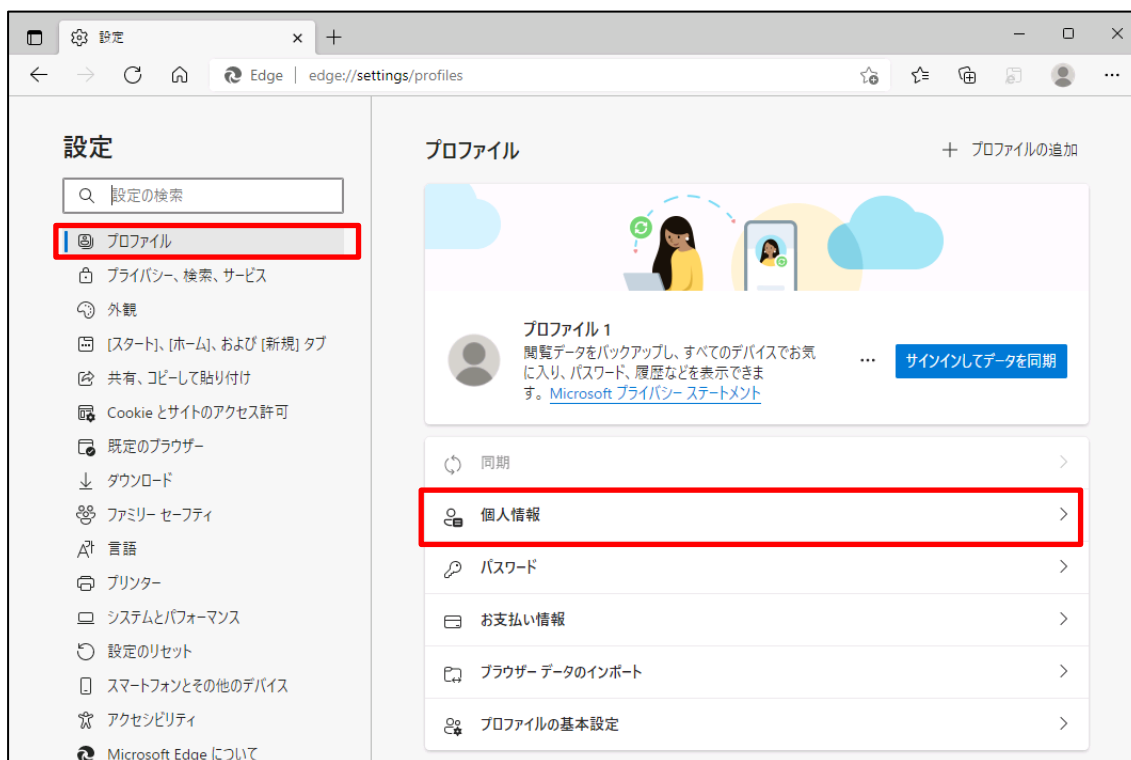 設定
Edge
edge://settings/profiles
設定
設定の検索
プロファイル
プライバシー、検索、サービス
外観
[スタート]、[ホーム]、および [新規] タブ
共有、コピーして貼り付け
Cookie とサイトのアクセス許可
既定のブラウザー
ダウンロード
ファミリー セーフティ
言語
プリンター
システムとパフォーマンス
設定のリセット
スマートフォンとその他のデバイス
アクセシビリティ
Microsoft Edge について
プロファイル
プロファイルの追加
プロファイル 1
閲覧データをバックアップし、すべてのデバイスでお気
に入り、パスワード、履歴などを表示できま
す。Microsoft プライバシー ステートメント
サインインしてデータを同期
同期
個人情報
パスワード
お支払い情報
ブラウザー データのインポート
プロファイルの基本設定